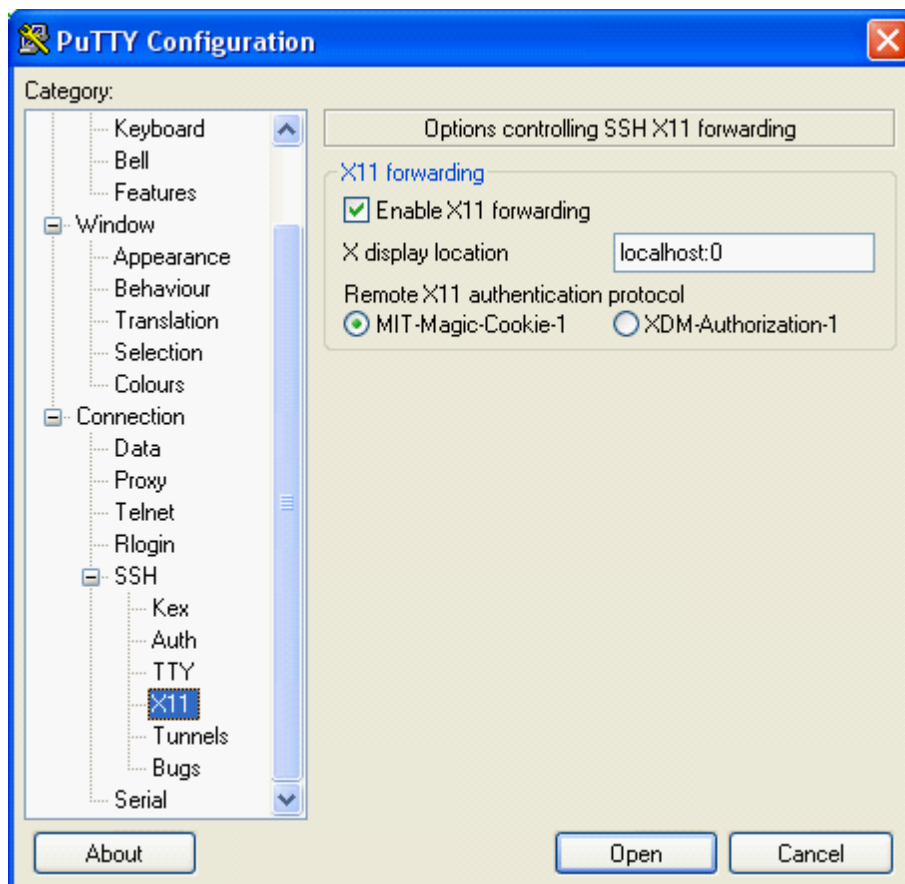 PuTTY Configuration
Category:
Keyboard
Bell
Features
Window
Appearance
Behaviour
Translation
Selection
Colours
Connection
Data
Proxy
Telnet
Rlogin
SSH
Kex
Auth
TTY
X11
Tunnels
Bugs
Serial
Options controlling SSH X11 forwarding
X11 forwarding
Enable X11 forwarding
X display location localhost:0
Remote X11 authentication protocol
MIT-Magic-Cookie-1 XDM-Authorization-1
About Open Cancel